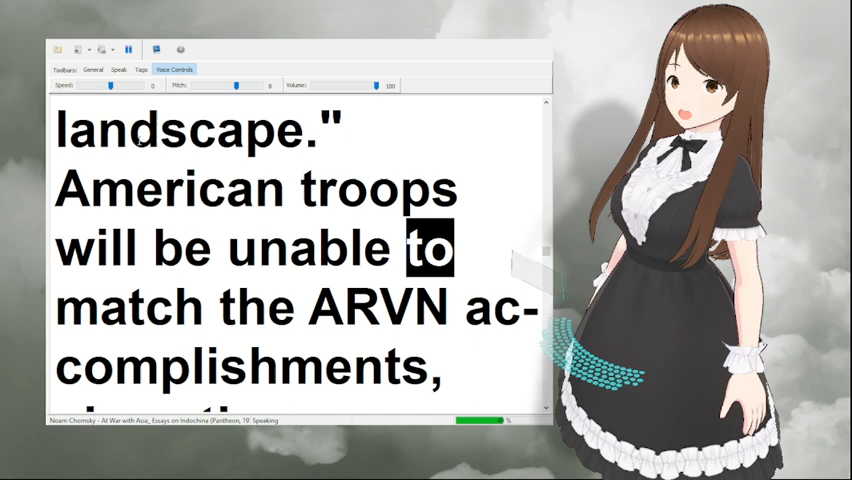 Toolbars: General Speak Tags Voice Controls
Speed: 0 Pitch: 8 Volume: 100
landscape."
American troops
will be unable to
match the ARVN ac-
complishments,
Noam Chomsky - At War with Asia_ Essays on Indochina (Pantheon, 19 Speaking %